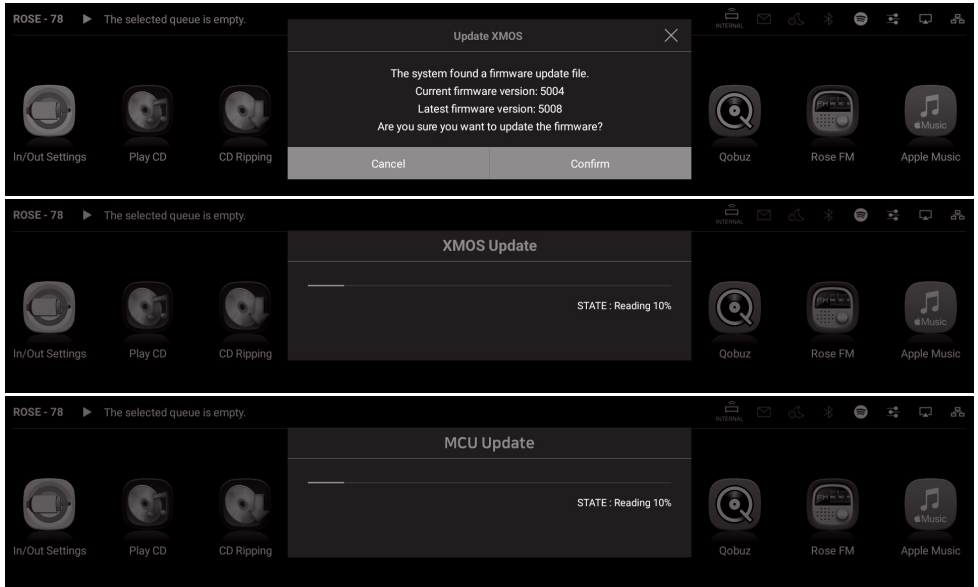 ROSE - 78 The selected queue is empty.
INTERNAL
Update XMOS
The system found a firmware update file.
Current firmware version: 5004
Latest firmware version: 5008
Are you sure you want to update the firmware?
Cancel Confirm
FM
Music
In/Out Settings Play CD CD Ripping Qobuz Rose FM Apple Music
ROSE - 78 The selected queue is empty.
INTERNAL
XMOS Update
STATE : Reading 10%
Music
In/Out Settings Play CD CD Ripping Qobuz Rose FM Apple Music
ROSE - 78 The selected queue is empty.
INTERNAL
MCU Update
STATE : Reading 10%
Music
In/Out Settings Play CD CD Ripping Qobuz Rose FM Apple Music